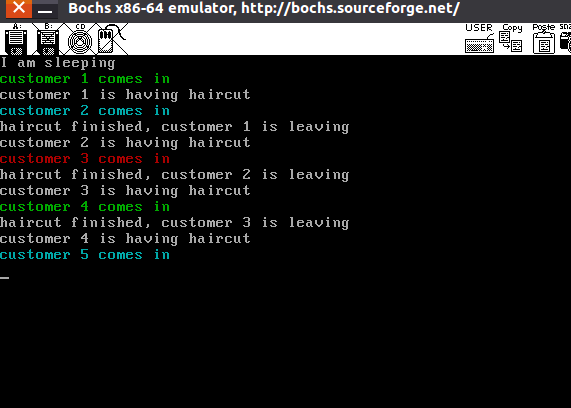 Bochs x86-64 emulator, http://bochs.sourceforge.net/
A: B: CD USER Copy Paste sna
I am sleeping
customer 1 comes in
customer 1 is having haircut
customer 2 comes in
haircut finished, customer 1 is leaving
customer 2 is having haircut
customer 3 comes in
haircut finished, customer 2 is leaving
customer 3 is having haircut
customer 4 comes in
haircut finished, customer 3 is leaving
customer 4 is having haircut
customer 5 comes in
_